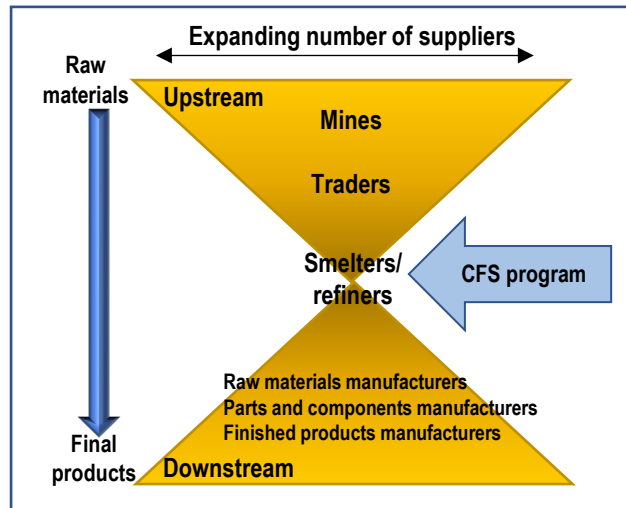 Expanding number of suppliers
Raw
materials
Upstream
Mines
Traders
Smelters/
refiners
CFS program
Raw materials manufacturers
Parts and components manufacturers
Finished products manufacturers
Final
products
Downstream